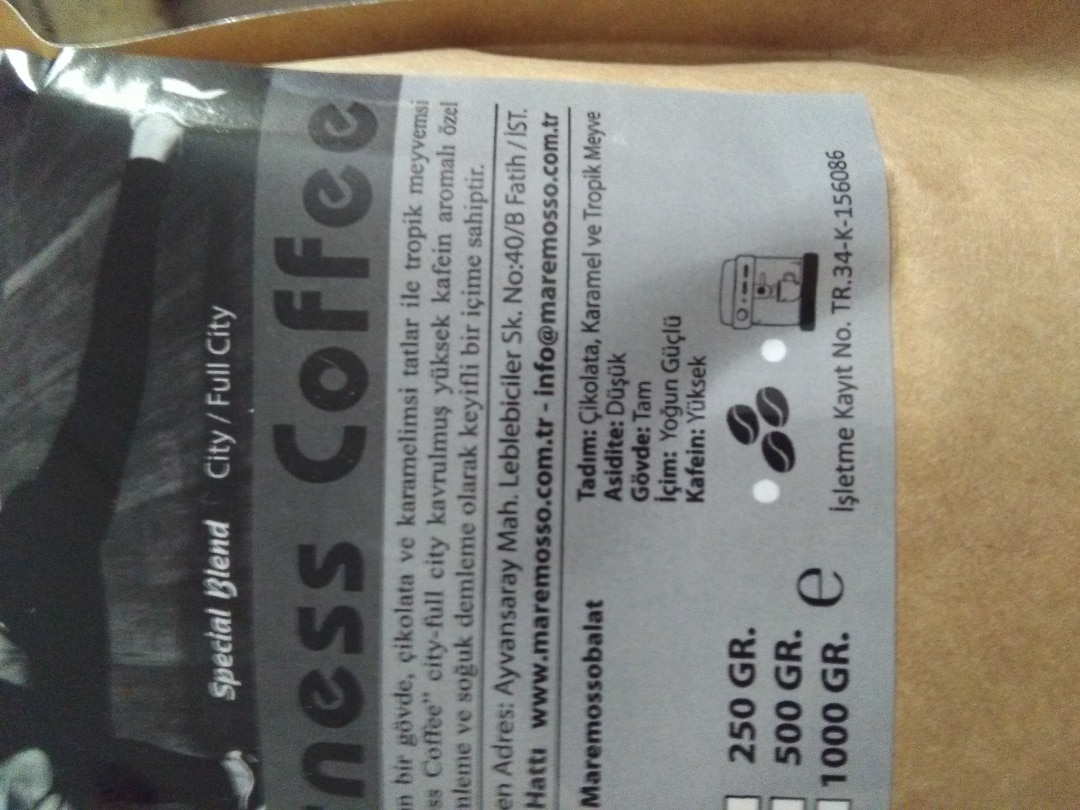 Special Blend City / Full City
ness Coffee
bir gövde, çikolata ve karamelimsi tatlar ile tropik meyvemsi
ss Coffee” city-full city kavrulmuş yüksek kafein aromalı özel
mleme ve soğuk demleme olarak keyifli bir içime sahiptir.
en Adres: Ayvansaray Mah. Leblebiciler Sk. No:40/B Fatih / İST.
Hattı www.maremosso.com.tr - info@maremosso.com.tr
Maremossobalat
Tadım: Çikolata, Karamel ve Tropik Meyve
Asidite: Düşük
Gövde: Tam
İçim: Yoğun Güçlü
Kafein: Yüksek
250 GR.
500 GR.
1000 GR. e
İşletme Kayıt No. TR.34-K-156086